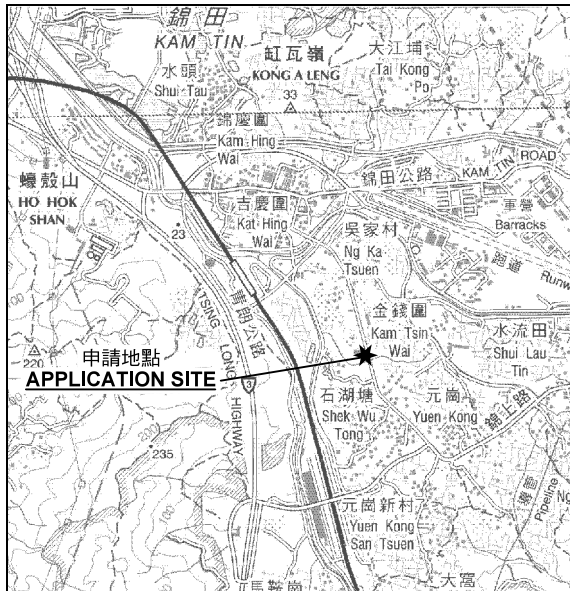 錦田
KAM TIN
水頭
Shui Tau
缸瓦嶺
KONG A LENG
大江埔
Tai Kong
Po
33
錦慶圍
Kam Hing
Wai
KAM TIN ROAD
錦田公路
蠔殼山
HO HOK
SHAN
吉慶圍
Kat Hing
Wai
軍營
Barracks
吳家村
Ng Ka
Tsuen
23
跑道
Runw
青朗公路
TSING LONG HIGHWAY
金錢圍
Kam Tsin
Wai
水流田
Shui Lau
Tin
220
申請地點
APPLICATION SITE
3
石湖塘
Shek Wu
Tong
元崗
Yuen Kong
錦上路
235
元崗新村
Yuen Kong
San Tsuen
Pipeline
Ng
馬鞍崗
大窩